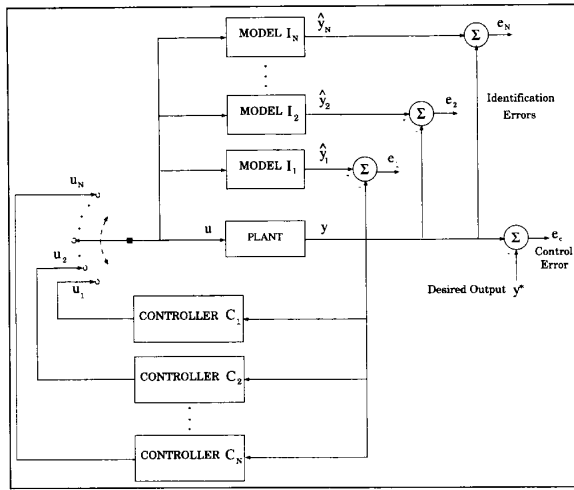 MODEL I_N
ŷ_N
Σ
e_N
MODEL I_2
ŷ_2
Σ
e_2
Identification
Errors
MODEL I_1
ŷ_1
Σ
e
u_N
u
PLANT
y
Σ
e_c
Control
Error
u_2
u_1
Desired Output y*
CONTROLLER C_1
CONTROLLER C_2
CONTROLLER C_N